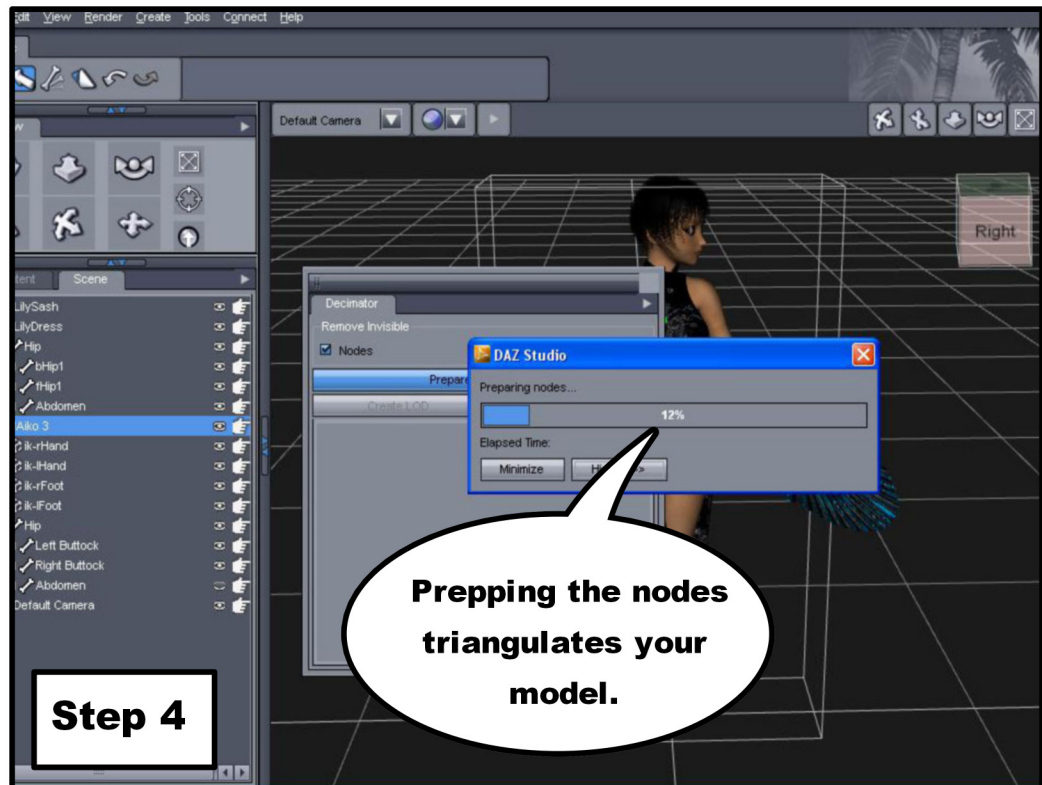 Edit View Render Create Tools Connect Help
Default Camera
Right
Scene
LilySash
LilyDress
Hip
bHip1
fHip1
Abdomen
Aiko 3
ik-rHand
ik-lHand
ik-rFoot
ik-lFoot
Hip
Left Buttock
Right Buttock
Abdomen
Default Camera
Decimator
Remove Invisible
Nodes
Prepare
Create LOD
DAZ Studio
Preparing nodes...
12%
Elapsed Time:
Minimize
Prepping the nodes
triangulates your
model.
Step 4